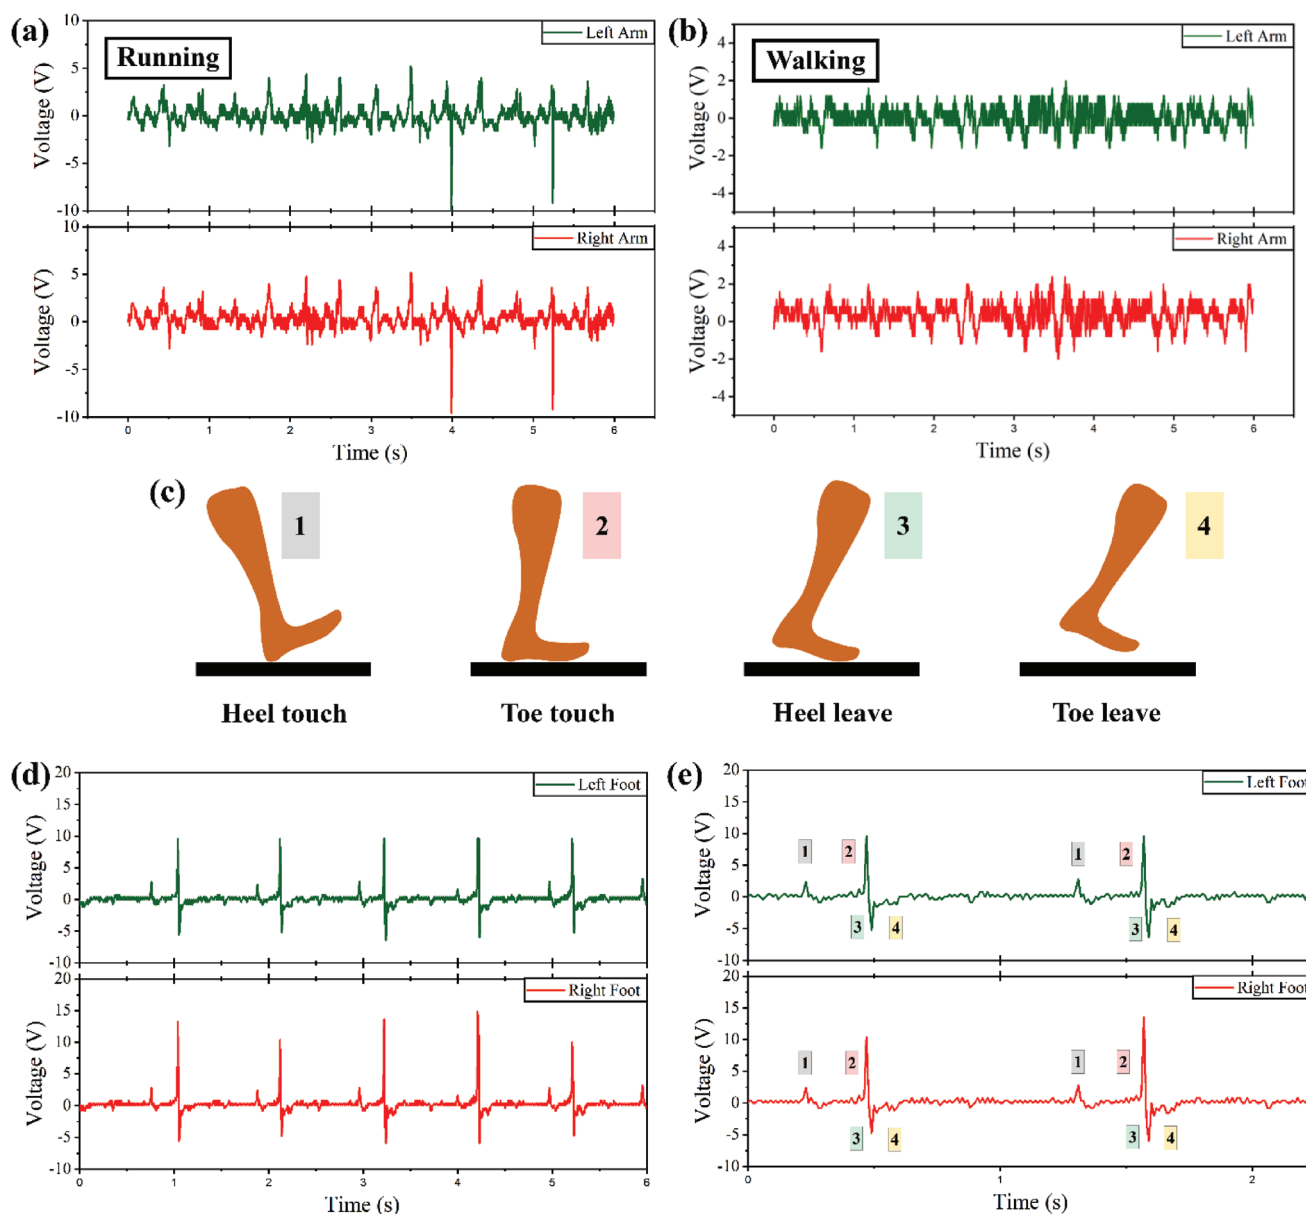 (a)
Running
Left Arm
Voltage (V)
10
5
0
-5
10
Right Arm
Voltage (V)
10
5
0
-5
-10
0 1 2 3 4 5 6
Time (s)
(b)
Walking
Left Arm
Voltage (V)
4
2
0
-2
-4
Right Arm
Voltage (V)
4
2
0
-2
-4
0 1 2 3 4 5 6
Time (s)
(c)
1 2 3 4
Heel touch Toe touch Heel leave Toe leave
(d)
Left Foot
Voltage (V)
20
15
10
5
0
-5
-10
Right Foot
Voltage (V)
20
15
10
5
0
-5
-10
0 1 2 3 4 5 6
Time (s)
(e)
Left Foot
Voltage (V)
20
15
10
5
0
-5
-10
1 2 1 2
3 4 3 4
Right Foot
Voltage (V)
20
15
10
5
0
-5
-10
1 2 1 2
3 4 3 4
0 1 2
Time (s)